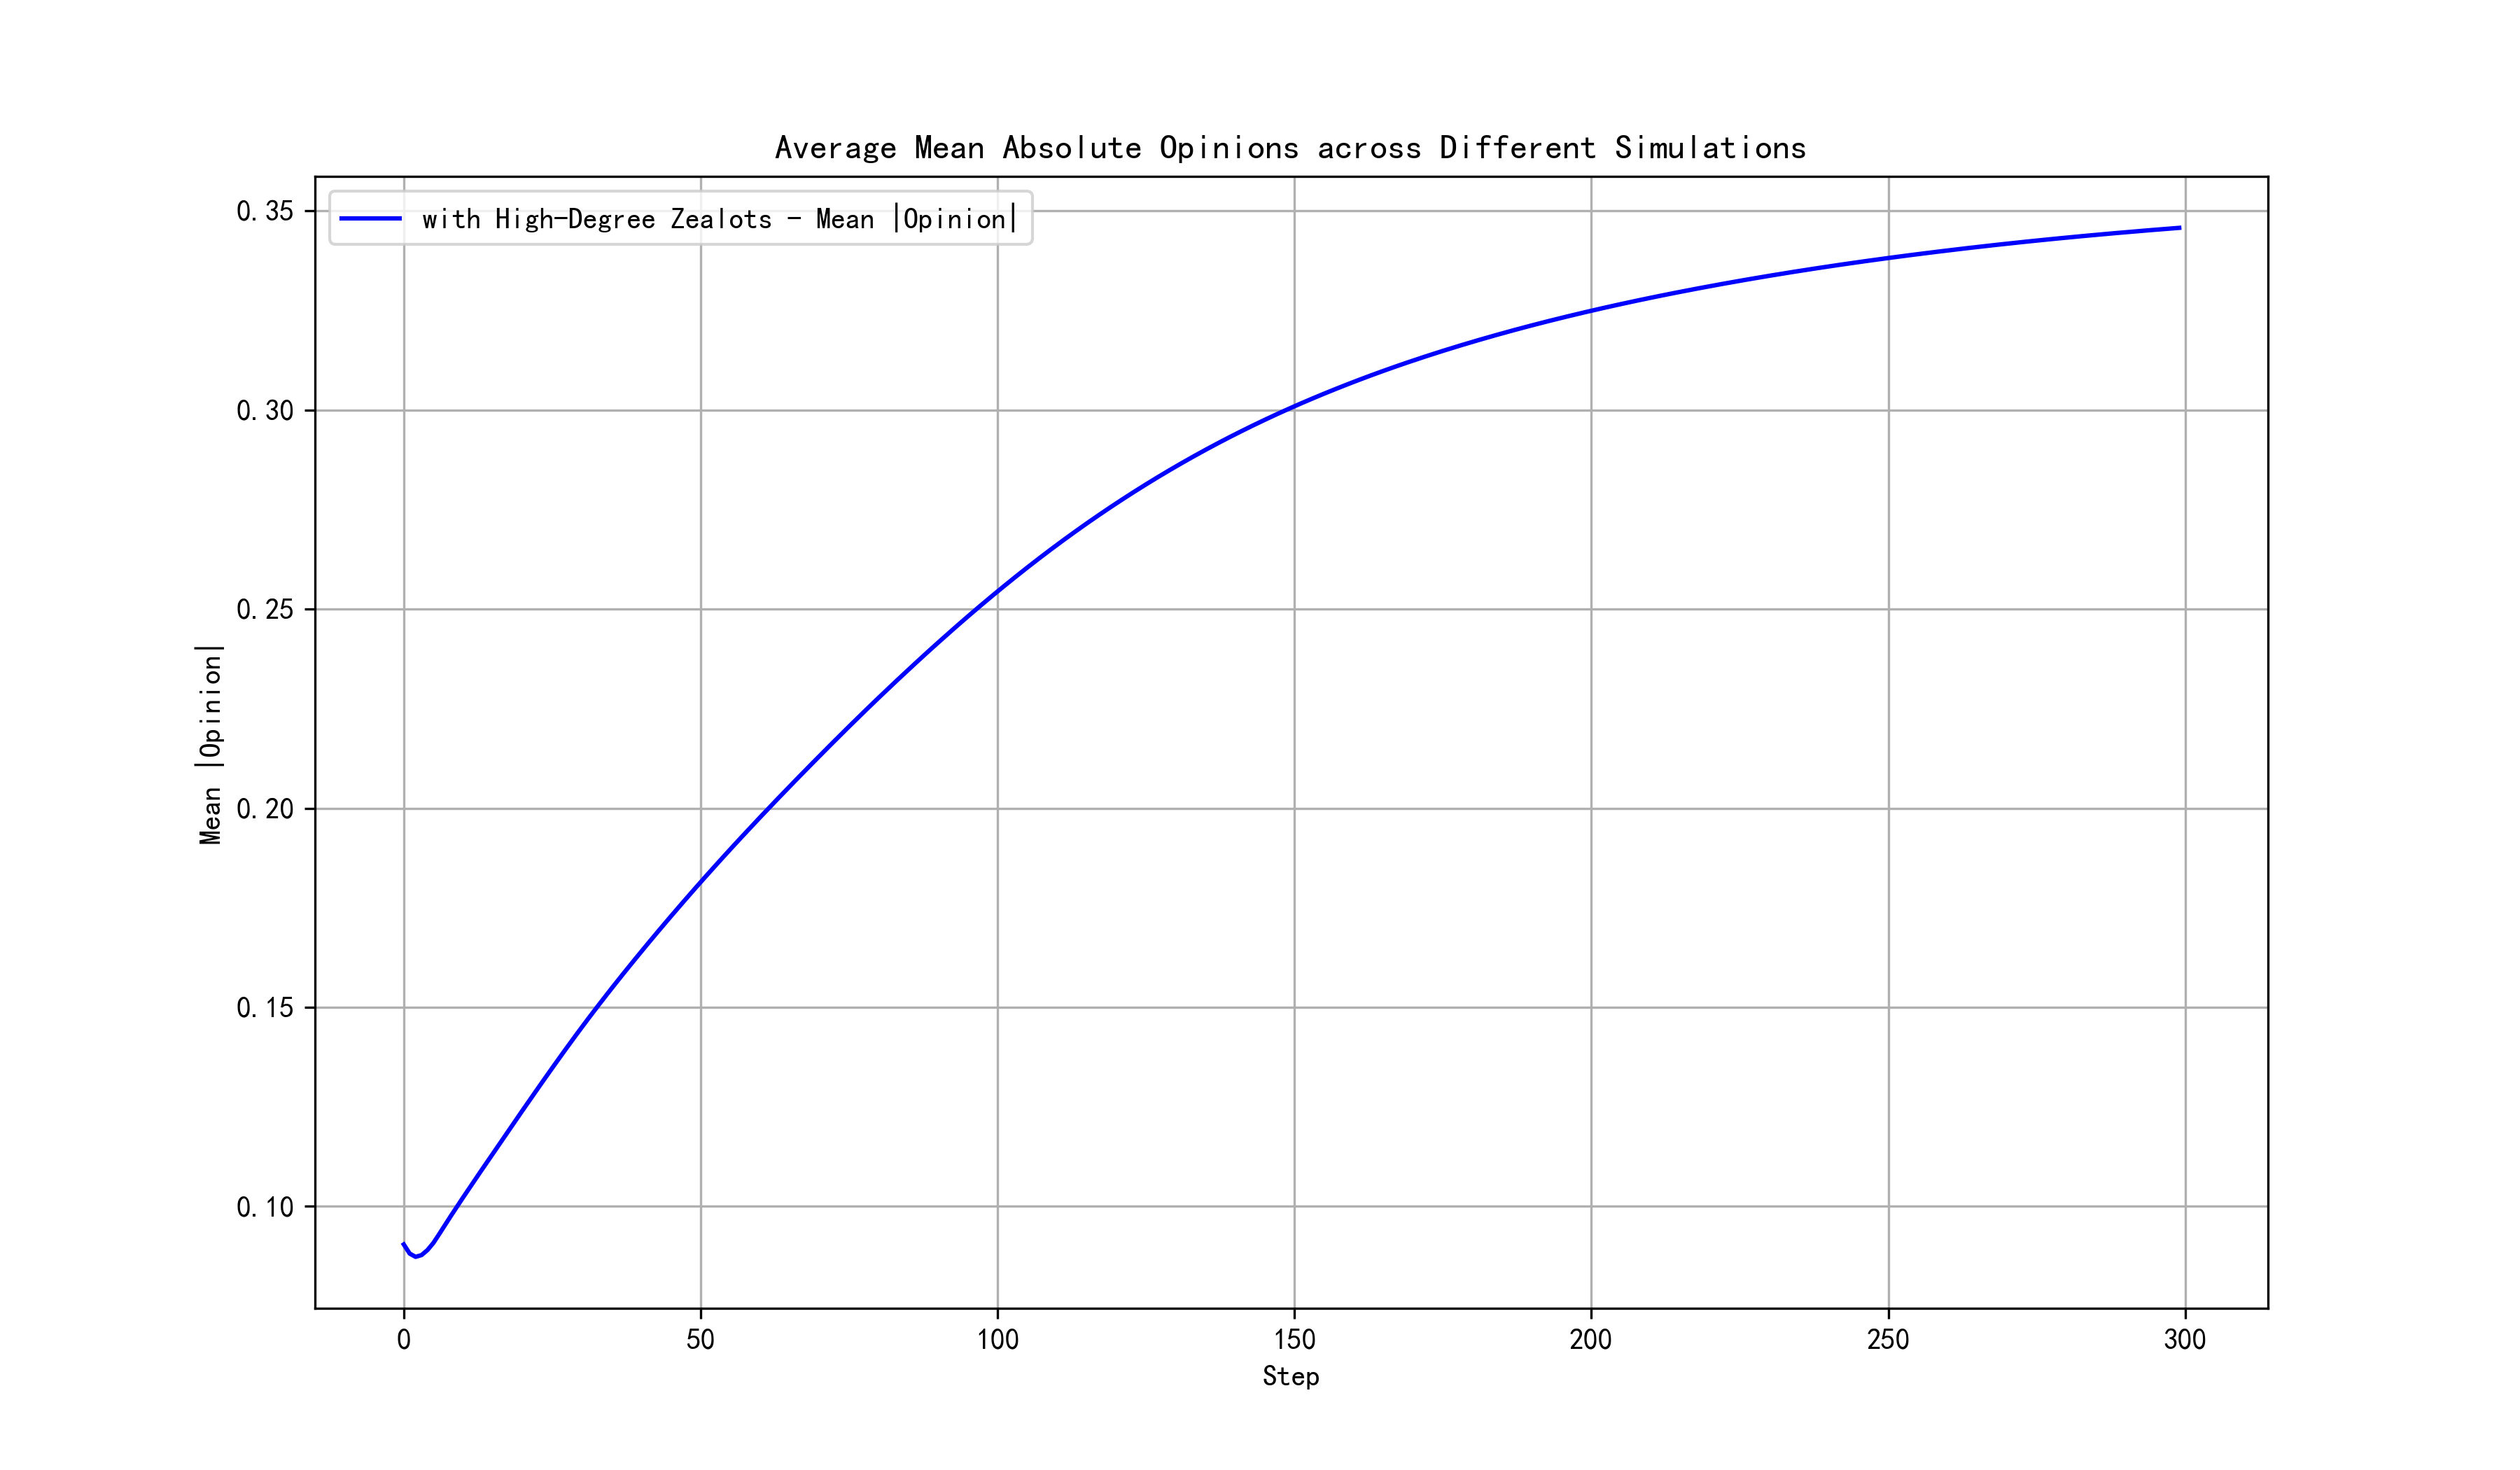 Average Mean Absolute Opinions across Different Simulations
with High-Degree Zealots - Mean |Opinion|
Mean |Opinion|
0.35
0.30
0.25
0.20
0.15
0.10
0 50 100 150 200 250 300
Step